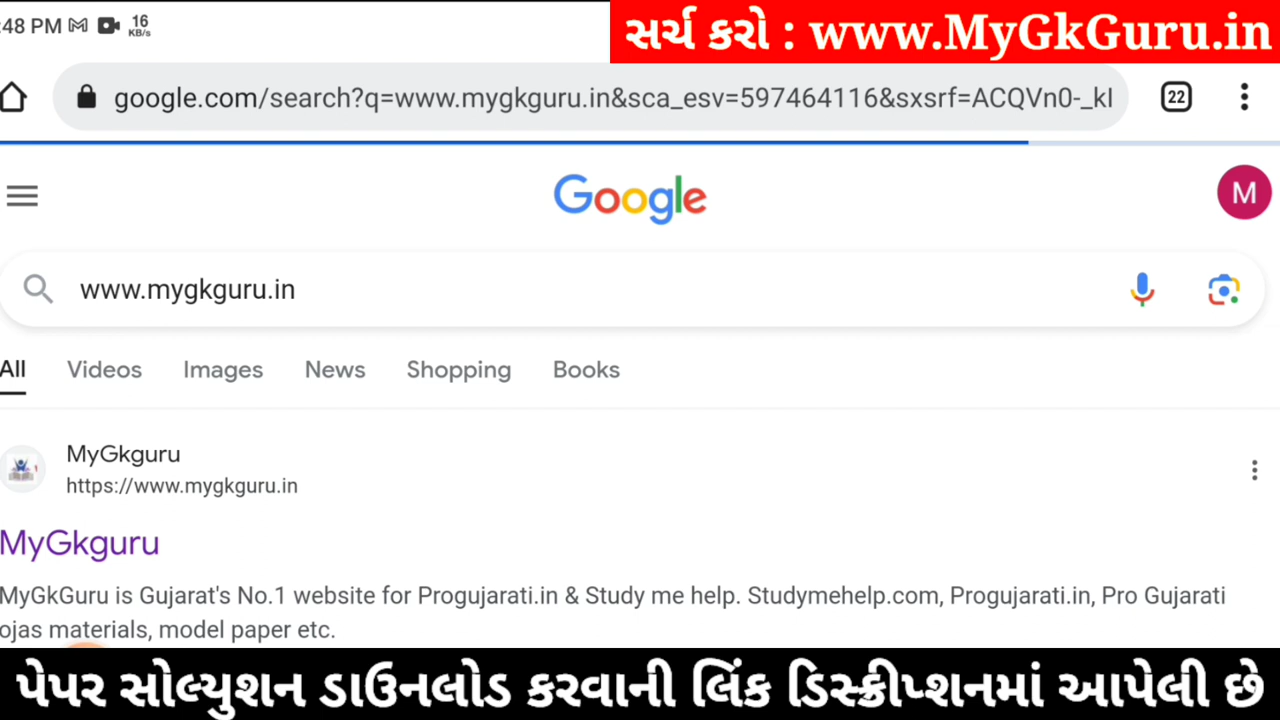 :48 PM 16 KB/s
સર્ચ કરો : www.MyGkGuru.in
google.com/search?q=www.mygkguru.in&sca_esv=597464116&sxsrf=ACQVn0-_kI
22
Google
M
www.mygkguru.in
All Videos Images News Shopping Books
MyGkguru
https://www.mygkguru.in
MyGkguru
MyGkGuru is Gujarat's No.1 website for Progujarati.in & Study me help. Studymehelp.com, Progujarati.in, Pro Gujarati
ojas materials, model paper etc.
પેપર સોલ્યુશન ડાઉનલોડ કરવાની લિંક ડિસ્ક્રીપ્શનમાં આપેલી છે